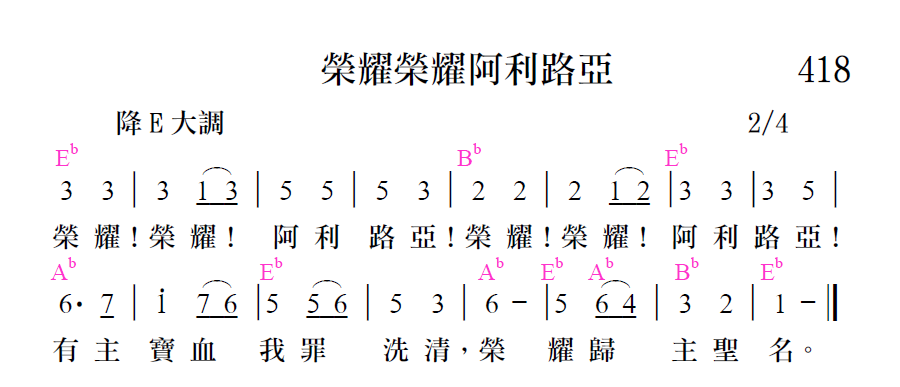 榮耀榮耀阿利路亞 418
降 E 大調 2/4
E♭ B♭ E♭
3 3 | 3 1 3 | 5 5 | 5 3 | 2 2 | 2 1 2 | 3 3 | 3 5 |
榮 耀！榮 耀！ 阿 利 路 亞！榮 耀！榮 耀！ 阿 利 路 亞！
A♭ E♭ A♭ E♭ A♭ B♭ E♭
6· 7 | i 7 6 | 5 5 6 | 5 3 | 6 − | 5 6 4 | 3 2 | 1 − ‖
有 主 寶 血 我 罪 洗 清，榮 耀 歸 主 聖 名。